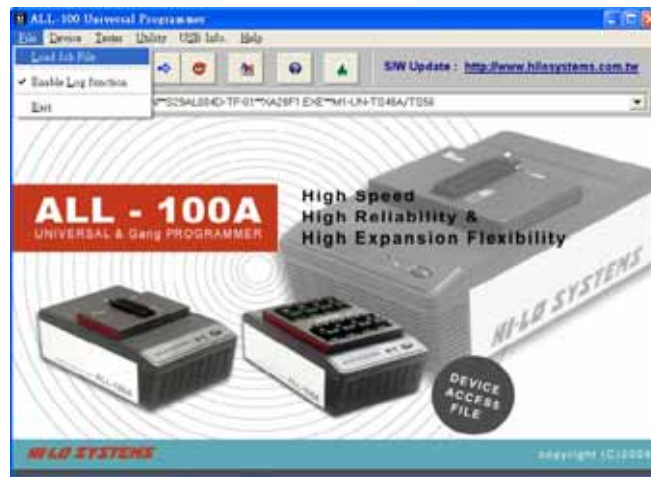 ALL-100 Universal Programmer
File Device Items Utility USB Info. Help
Load Job File
Enable Log function
Exit
S/W Update : http://www.hilosystems.com.tw
ALL - 100A
UNIVERSAL & Gang PROGRAMMER
High Speed
High Reliability &
High Expansion Flexibility
HI-LO SYSTEMS
DEVICE
ACCESS
FILE
HI-LO SYSTEMS